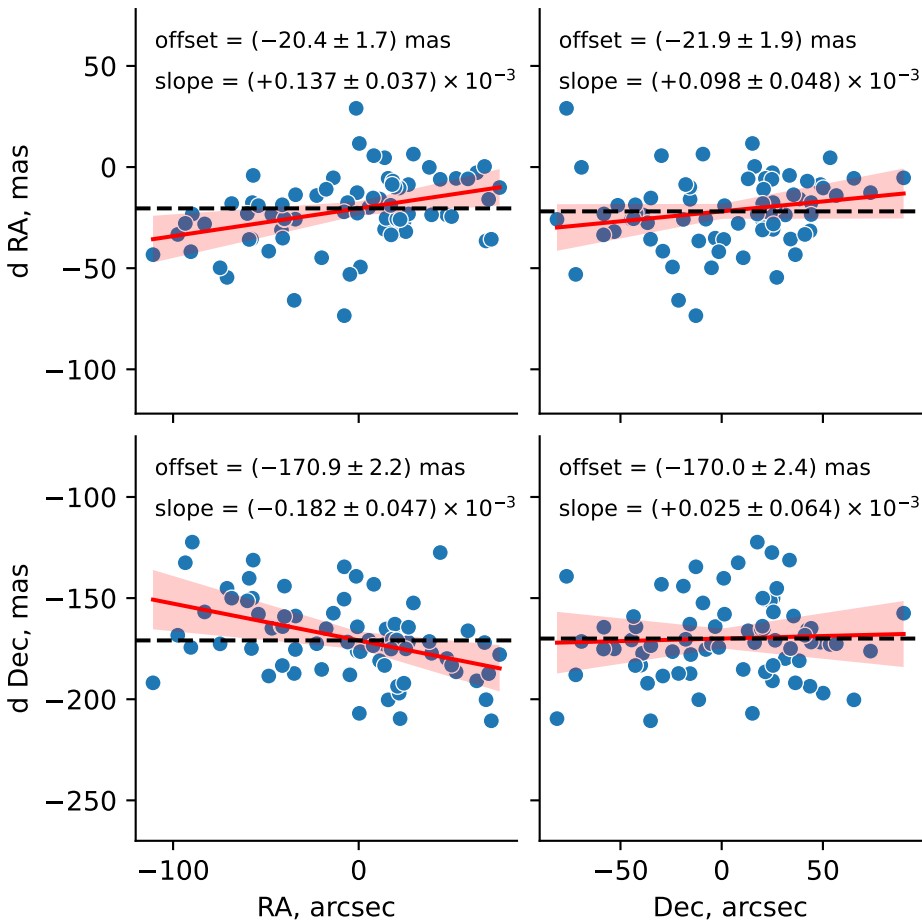 offset = (−20.4 ± 1.7) mas
slope = (+0.137 ± 0.037) × 10⁻³
offset = (−21.9 ± 1.9) mas
slope = (+0.098 ± 0.048) × 10⁻³
50
0
−50
−100
d RA, mas
offset = (−170.9 ± 2.2) mas
slope = (−0.182 ± 0.047) × 10⁻³
offset = (−170.0 ± 2.4) mas
slope = (+0.025 ± 0.064) × 10⁻³
−100
−150
−200
−250
d Dec, mas
−100 0
−50 0 50
RA, arcsec
Dec, arcsec